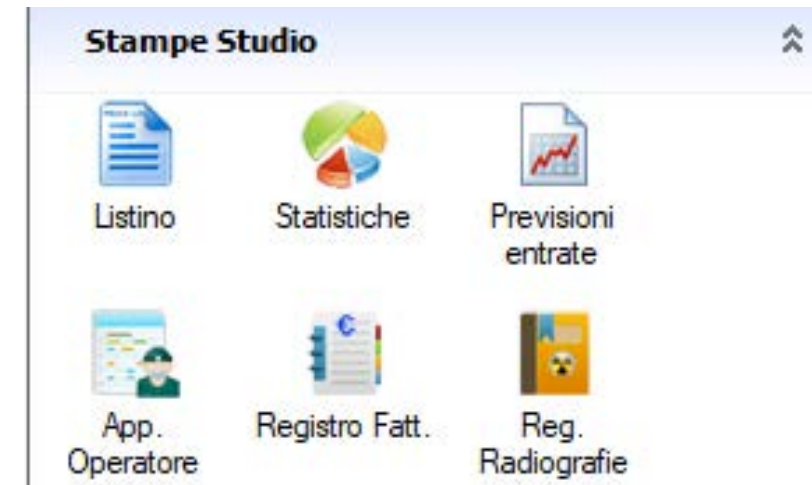 Stampe Studio
Listino
Statistiche
Previsioni
entrate
App.
Operatore
Registro Fatt.
Reg.
Radiografie